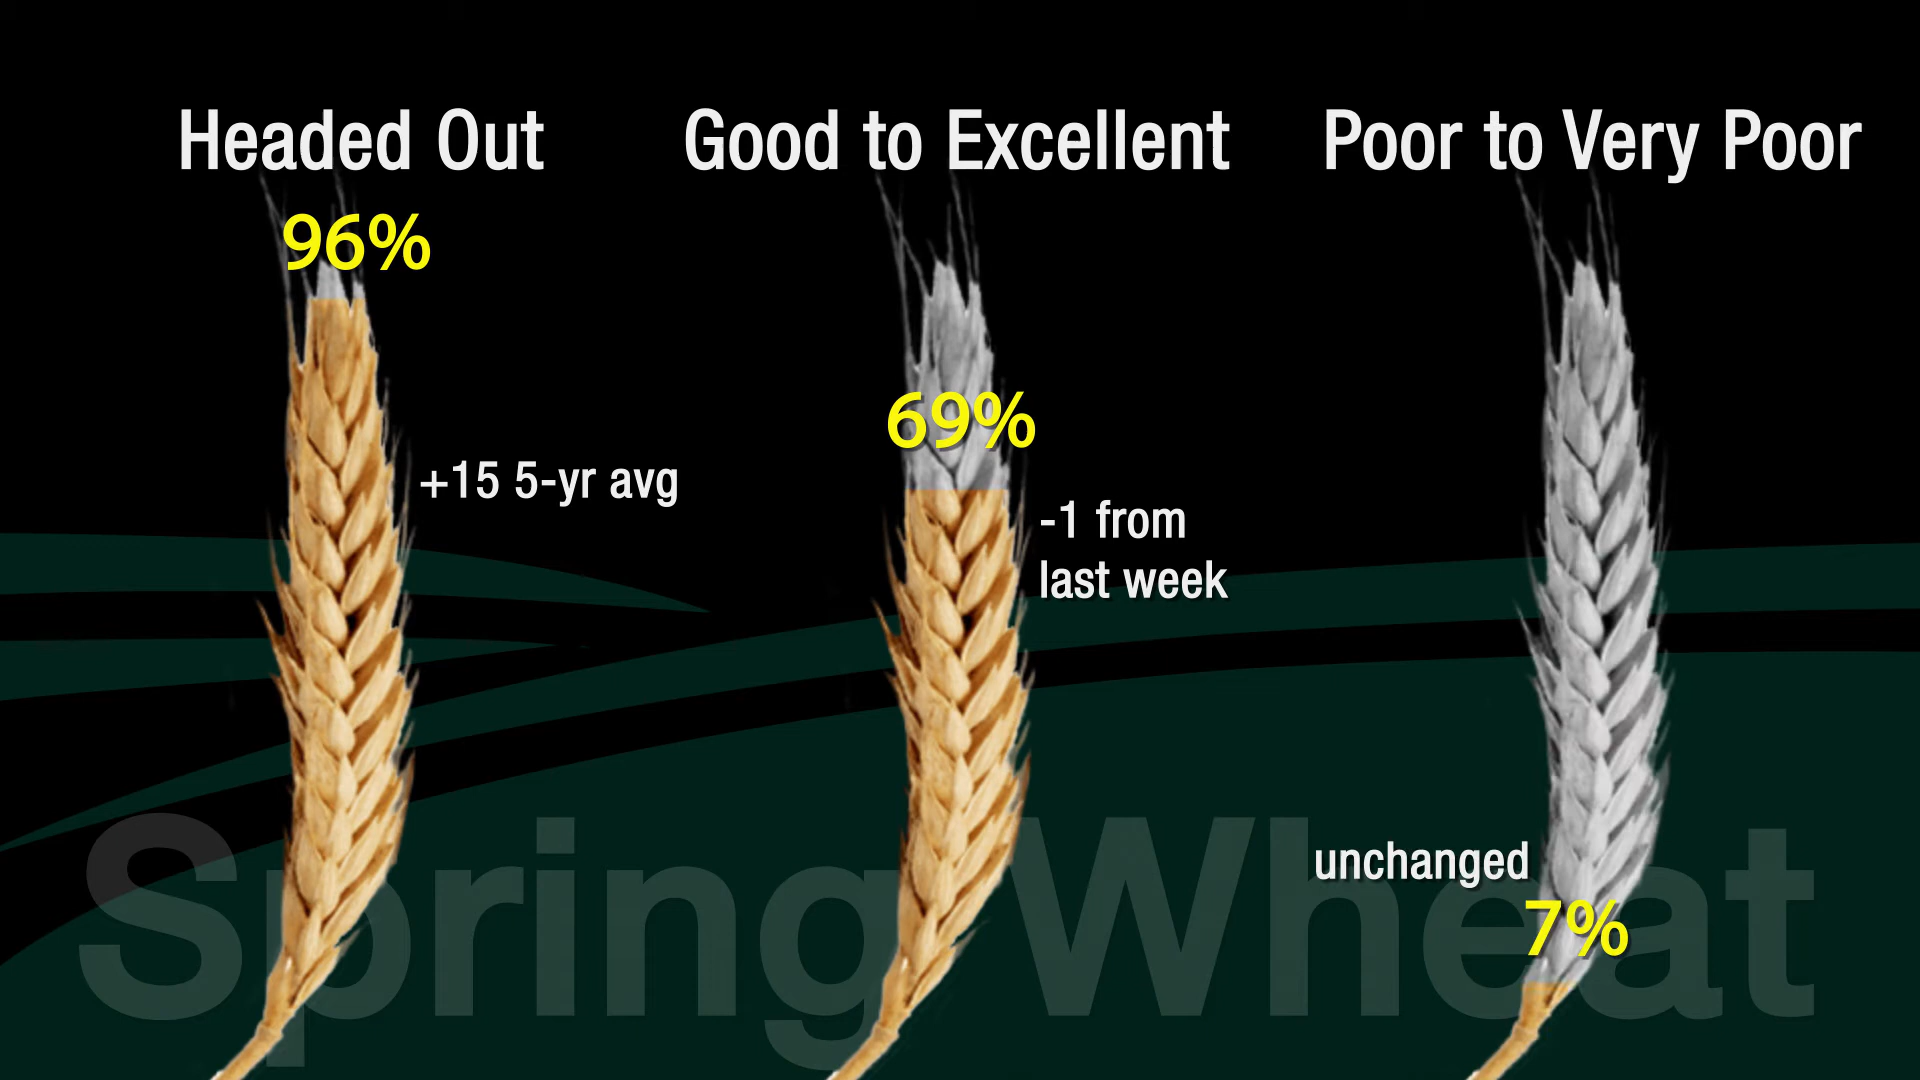 Headed Out
96%
+15 5-yr avg
Good to Excellent
69%
-1 from
last week
Poor to Very Poor
unchanged
7%
Spring Wheat